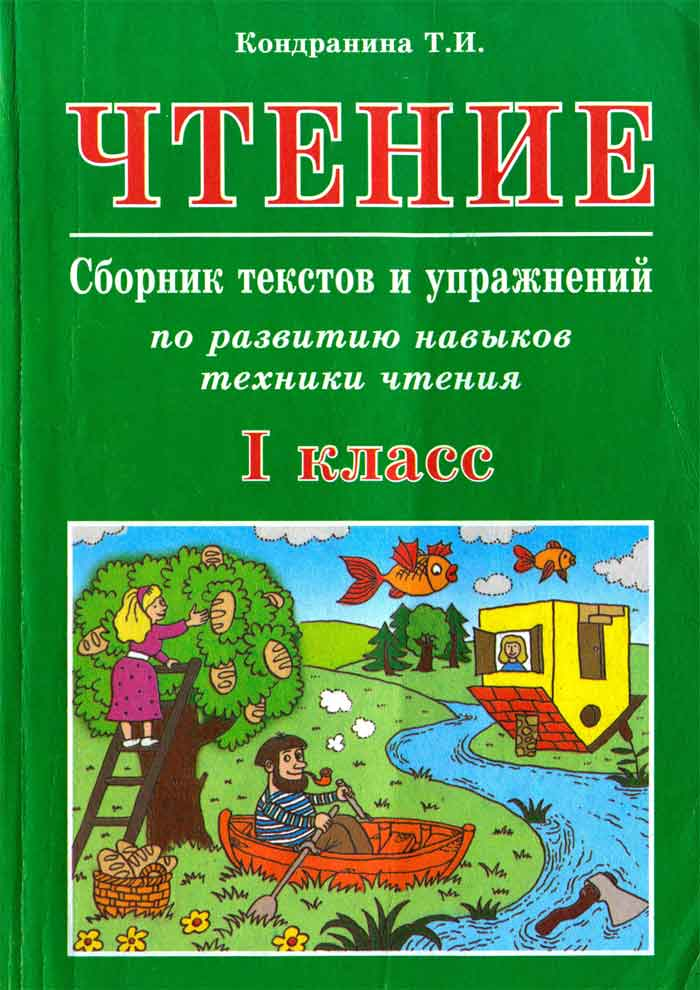 Кондранина Т.И.
ЧТЕНИЕ
Сборник текстов и упражнений
по развитию навыков
техники чтения
I класс